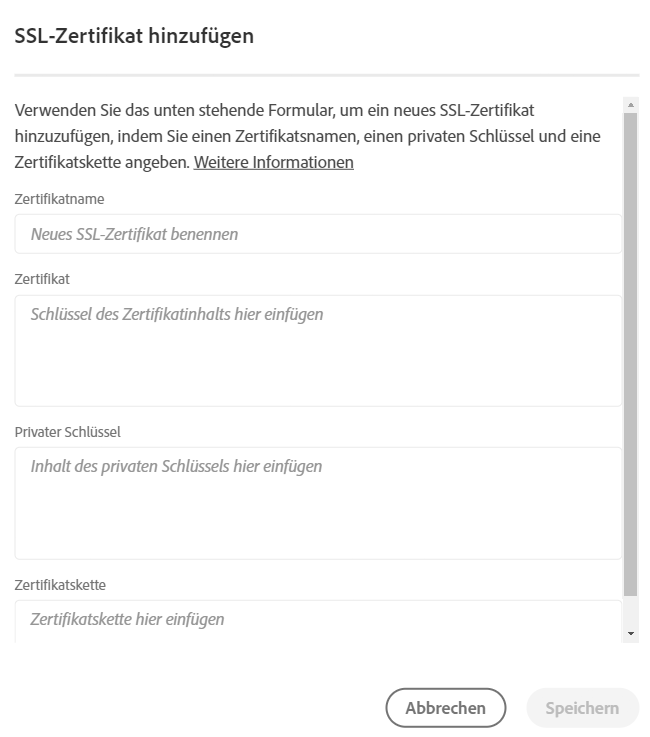 SSL-Zertifikat hinzufügen
Verwenden Sie das unten stehende Formular, um ein neues SSL-Zertifikat
hinzuzufügen, indem Sie einen Zertifikatsnamen, einen privaten Schlüssel und eine
Zertifikatskette angeben. Weitere Informationen
Zertifikatname
Neues SSL-Zertifikat benennen
Zertifikat
Schlüssel des Zertifikatinhalts hier einfügen
Privater Schlüssel
Inhalt des privaten Schlüssels hier einfügen
Zertifikatskette
Zertifikatskette hier einfügen
Abbrechen
Speichern